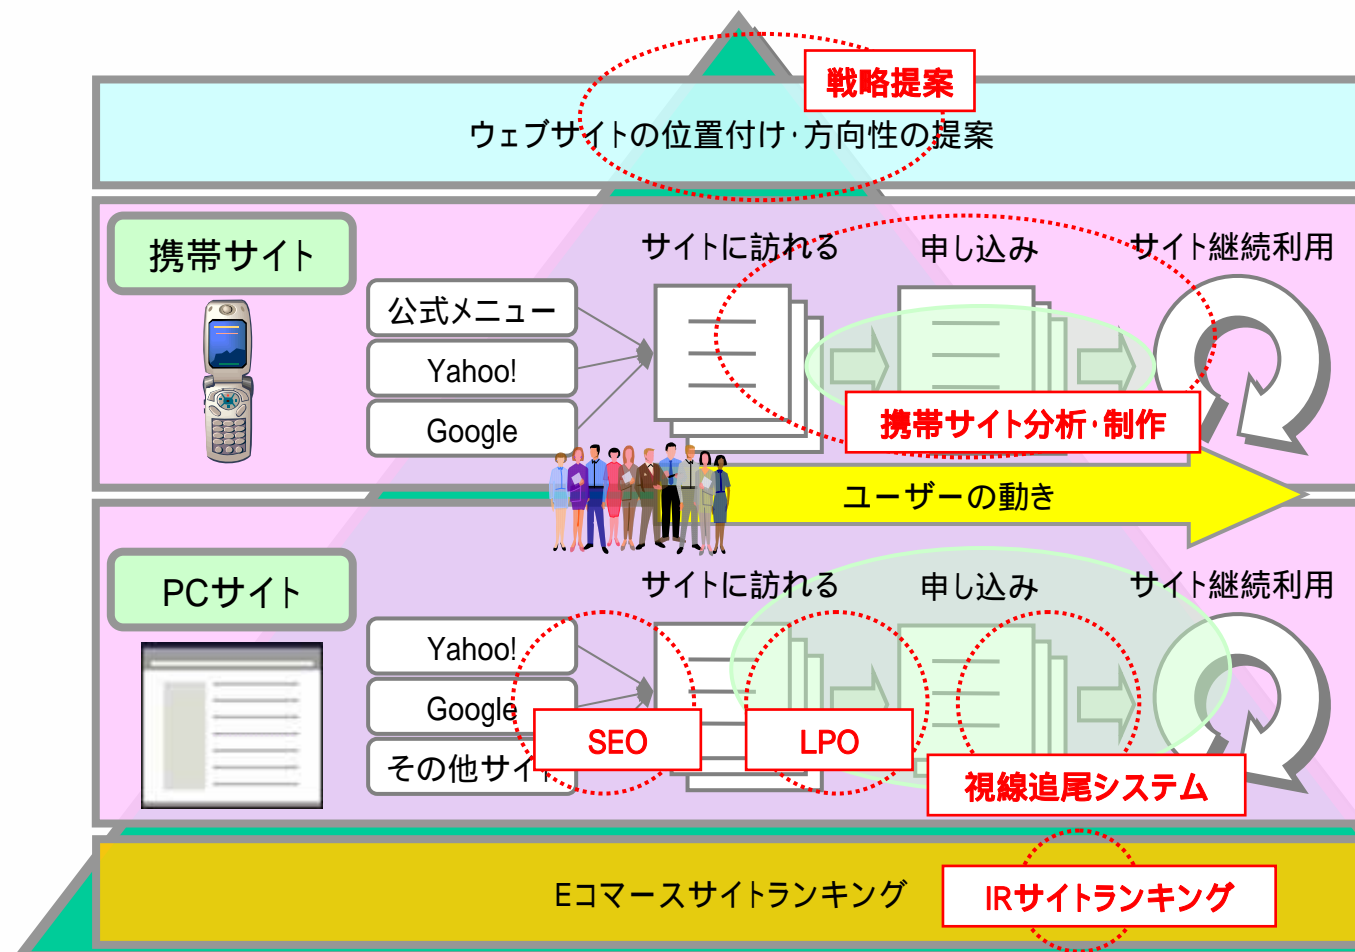 戦略提案
ウェブサイトの位置付け・方向性の提案
携帯サイト
サイトに訪れる
申し込み
サイト継続利用
公式メニュー
Yahoo!
Google
携帯サイト分析・制作
ユーザーの動き
PCサイト
サイトに訪れる
申し込み
サイト継続利用
Yahoo!
Google
その他サイト
SEO
LPO
視線追尾システム
Eコマースサイトランキング
IRサイトランキング